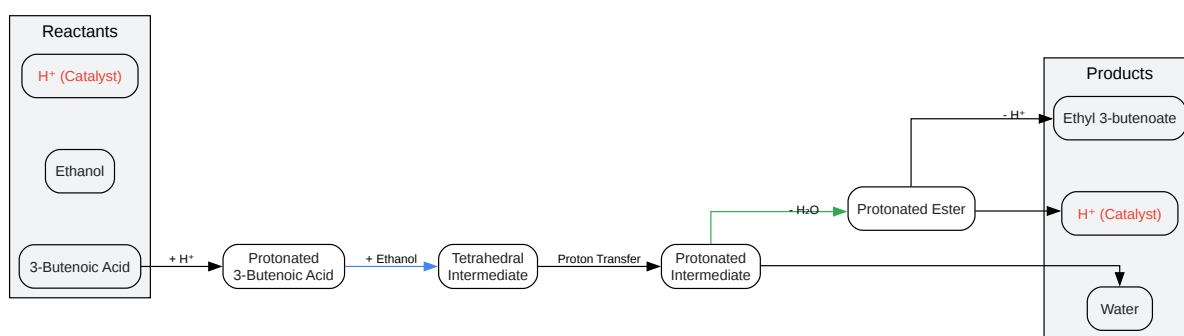 Reactants
H⁺ (Catalyst)
Ethanol
3-Butenoic Acid
+ H⁺
Protonated
3-Butenoic Acid
+ Ethanol
Tetrahedral
Intermediate
Proton Transfer
Protonated
Intermediate
- H₂O
Protonated Ester
- H⁺
Products
Ethyl 3-butenoate
H⁺ (Catalyst)
Water